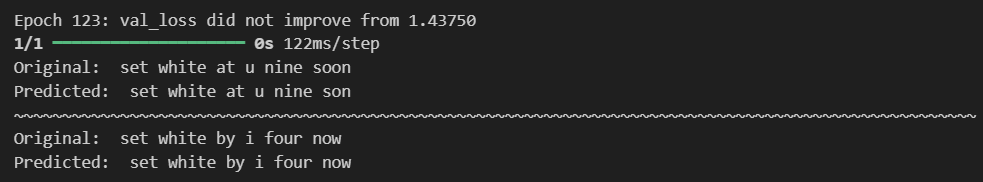 Epoch 123: val_loss did not improve from 1.43750
1/1 ━━━━━━━━━━━━━━━━━━━━ 0s 122ms/step
Original:  set white at u nine soon
Predicted:  set white at u nine son
~~~~~~~~~~~~~~~~~~~~~~~~~~~~~~~~~~~~~~~~~~~~~~~~~~~~~~~~~~~~~~~~~~~~~~~~~~~~~~~~~~~~~~~~~~~~~~~~~~~~
Original:  set white by i four now
Predicted:  set white by i four now